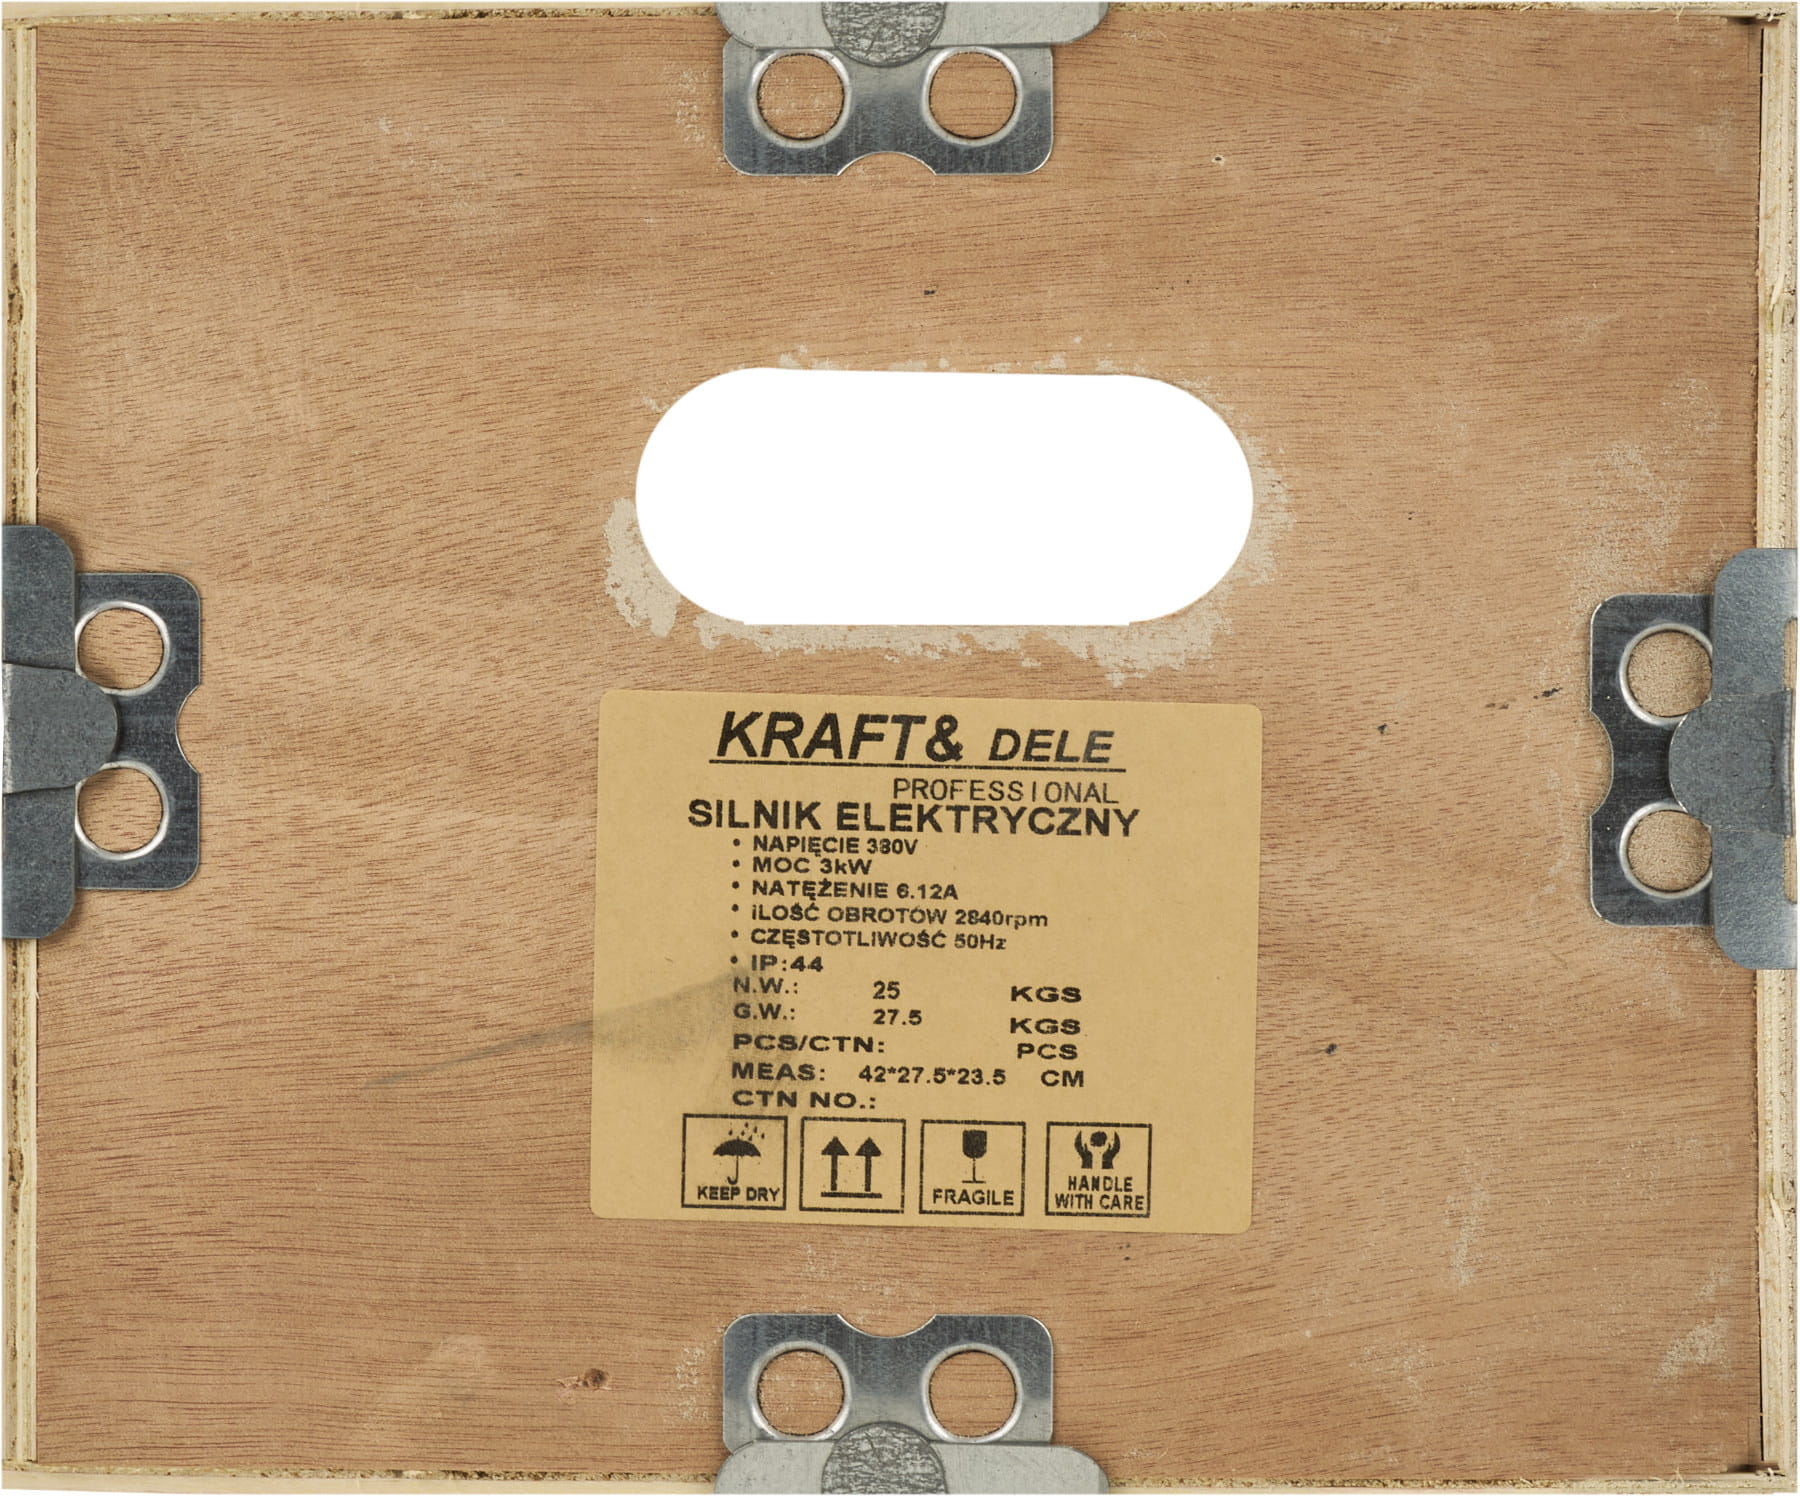 KRAFT& DELE
PROFESSIONAL
SILNIK ELEKTRYCZNY
• NAPIĘCIE 380V
• MOC 3kW
• NATĘŻENIE 6.12A
• iLOŚĆ OBROTÓW 2840rpm
• CZĘSTOTLIWOŚĆ 50Hz
• IP:44
N.W.: 25 KGS
G.W.: 27.5 KGS
PCS/CTN: PCS
MEAS: 42*27.5*23.5 CM
CTN NO.:
KEEP DRY
FRAGILE
HANDLE
WITH CARE